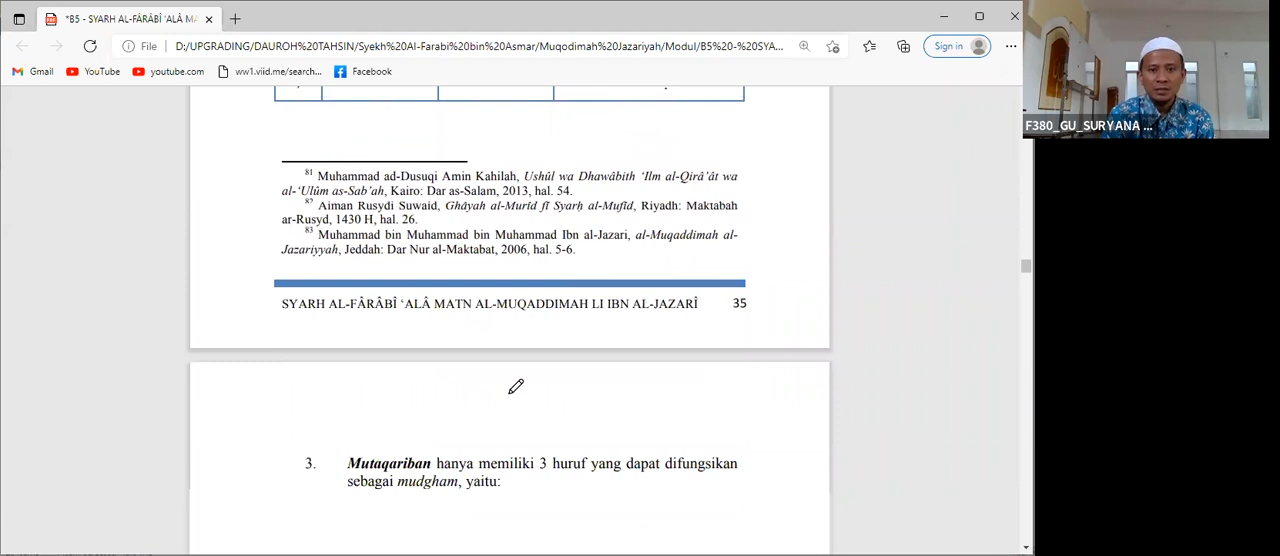 *B5 - SYARH AL-FÂRÂBÎ 'ALÂ MA
File
D:/UPGRADING/DAUROH%20TAHSIN/Syekh%20Al-Farabi%20bin%20Asmar/Muqodimah%20Jazariyah/Modul/B5%20-%20SYA...
Sign in
Gmail
YouTube
youtube.com
ww1.viid.me/search...
Facebook
F380_GU_SURYANA ...
81 Muhammad ad-Dusuqi Amin Kahilah, Ushûl wa Dhawâbith 'Ilm al-Qirâ'ât wa
al-'Ulûm as-Sab'ah, Kairo: Dar as-Salam, 2013, hal. 54.
82 Aiman Rusydi Suwaid, Ghâyah al-Murîd fî Syarḥ al-Mufîd, Riyadh: Maktabah
ar-Rusyd, 1430 H, hal. 26.
83 Muhammad bin Muhammad bin Muhammad Ibn al-Jazari, al-Muqaddimah al-
Jazariyyah, Jeddah: Dar Nur al-Maktabat, 2006, hal. 5-6.
SYARH AL-FÂRÂBÎ 'ALÂ MATN AL-MUQADDIMAH LI IBN AL-JAZARÎ 35
3. Mutaqariban hanya memiliki 3 huruf yang dapat difungsikan
sebagai mudgham, yaitu: